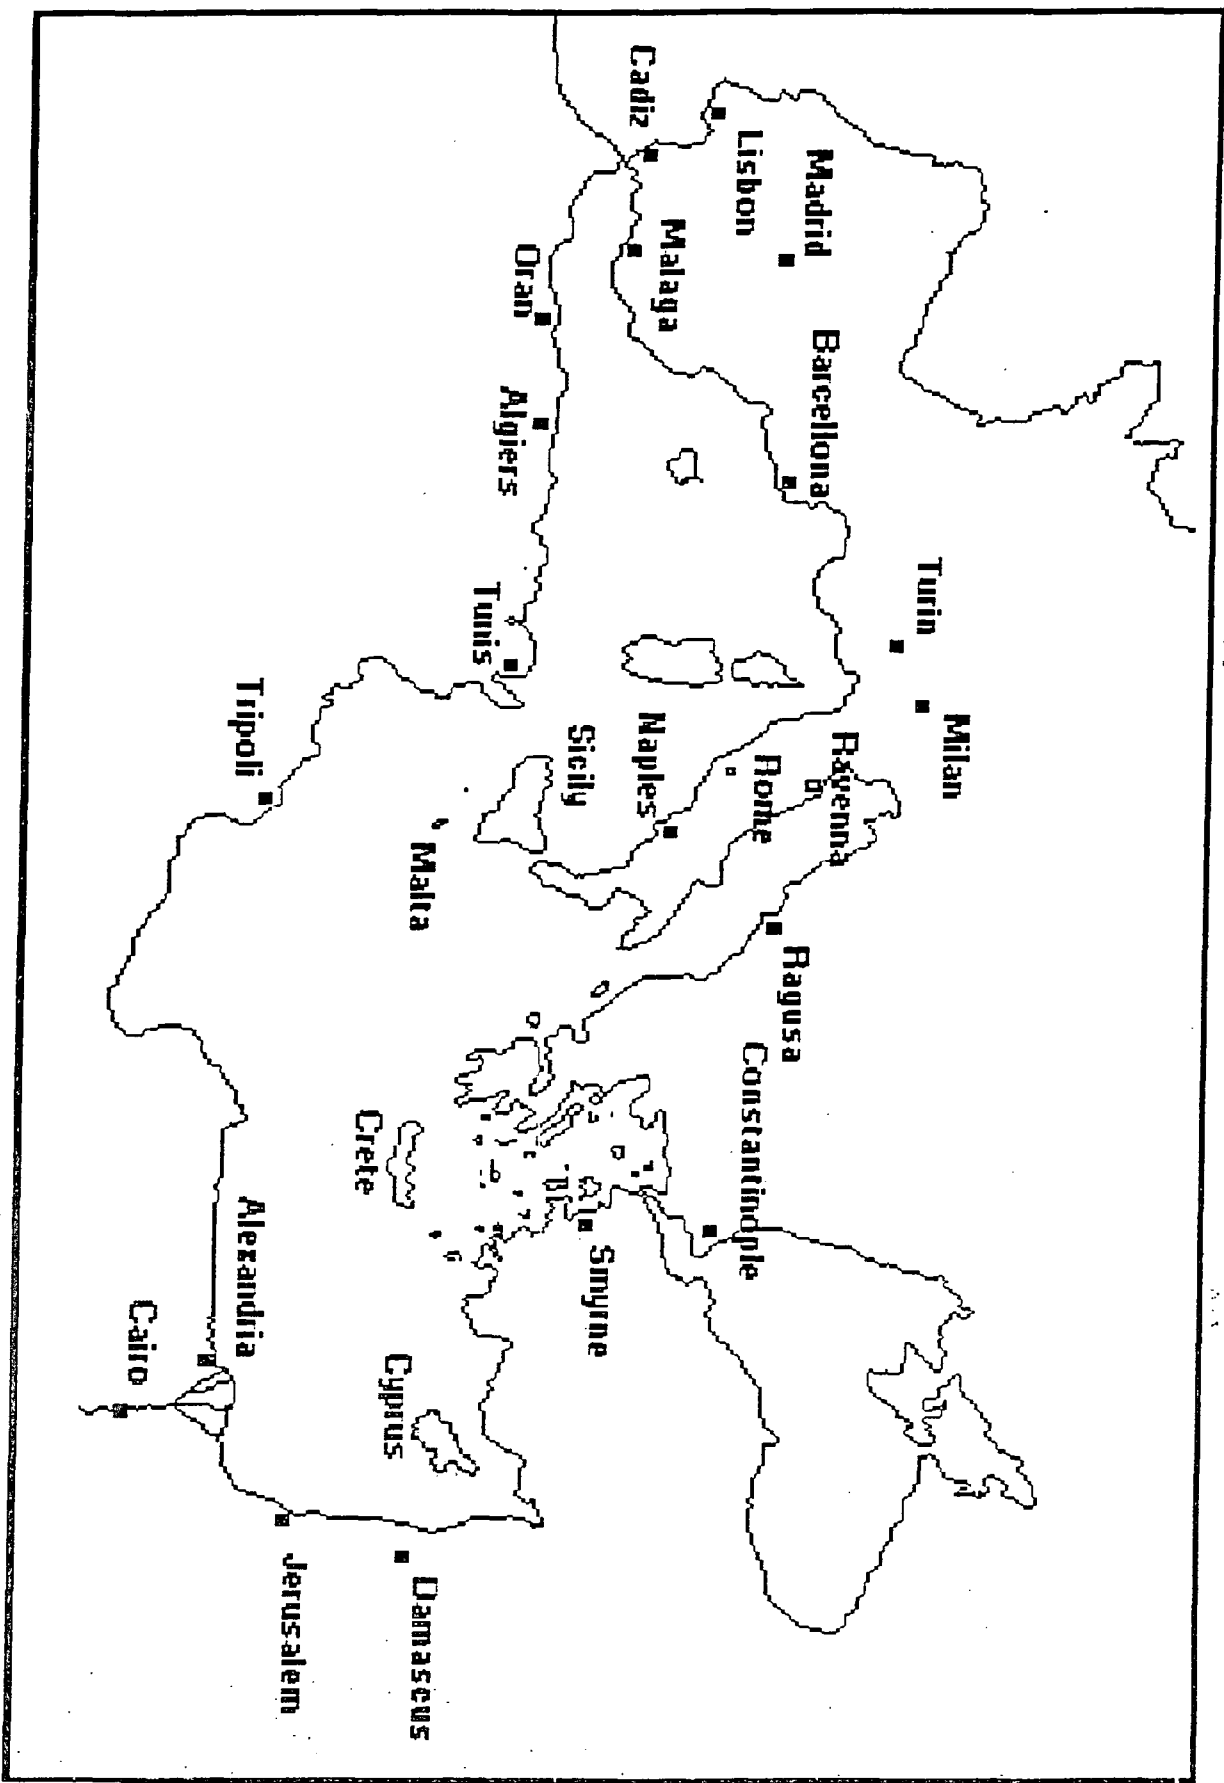 Cadiz
Lisbon
Madrid
Malaga
Oran
Barcellona
Algiers
Turin
Tunis
Milan
Tripoli
Naples
Sicily
Rome
Ravenna
Malta
Ragusa
Constantinople
Crete
Alexandria
Smyrne
Cairo
Cyprus
Jerusalem
Damascus